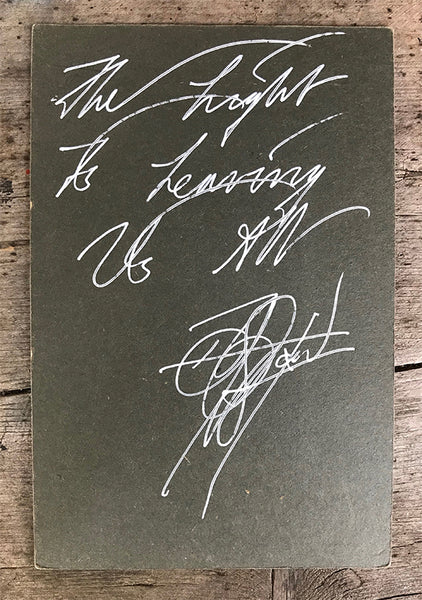 The Light
Is Leaving
Us All